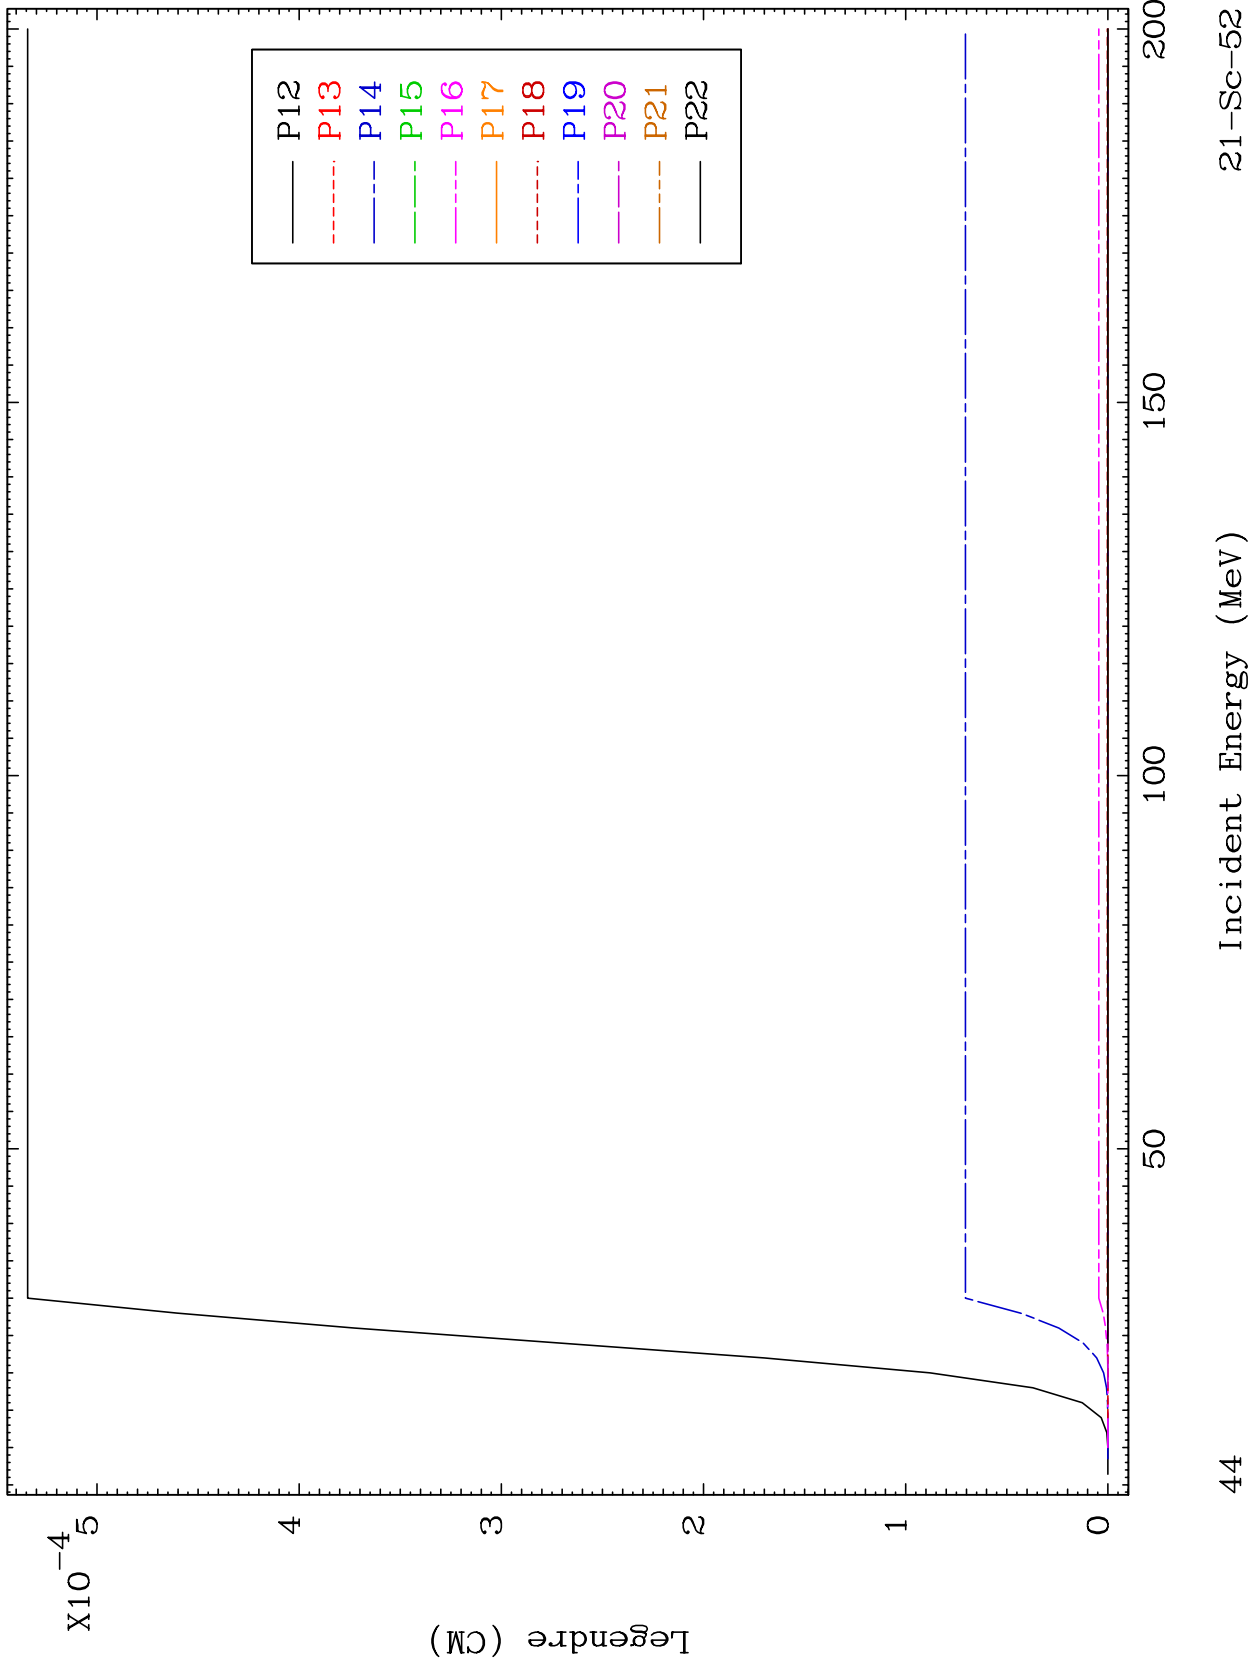 X10⁻⁴
5
4
3
2
1
0
Legendre (CM)
P12
P13
P14
P15
P16
P17
P18
P19
P20
P21
P22
50
100
150
200
Incident Energy (MeV)
44
21-Sc-52